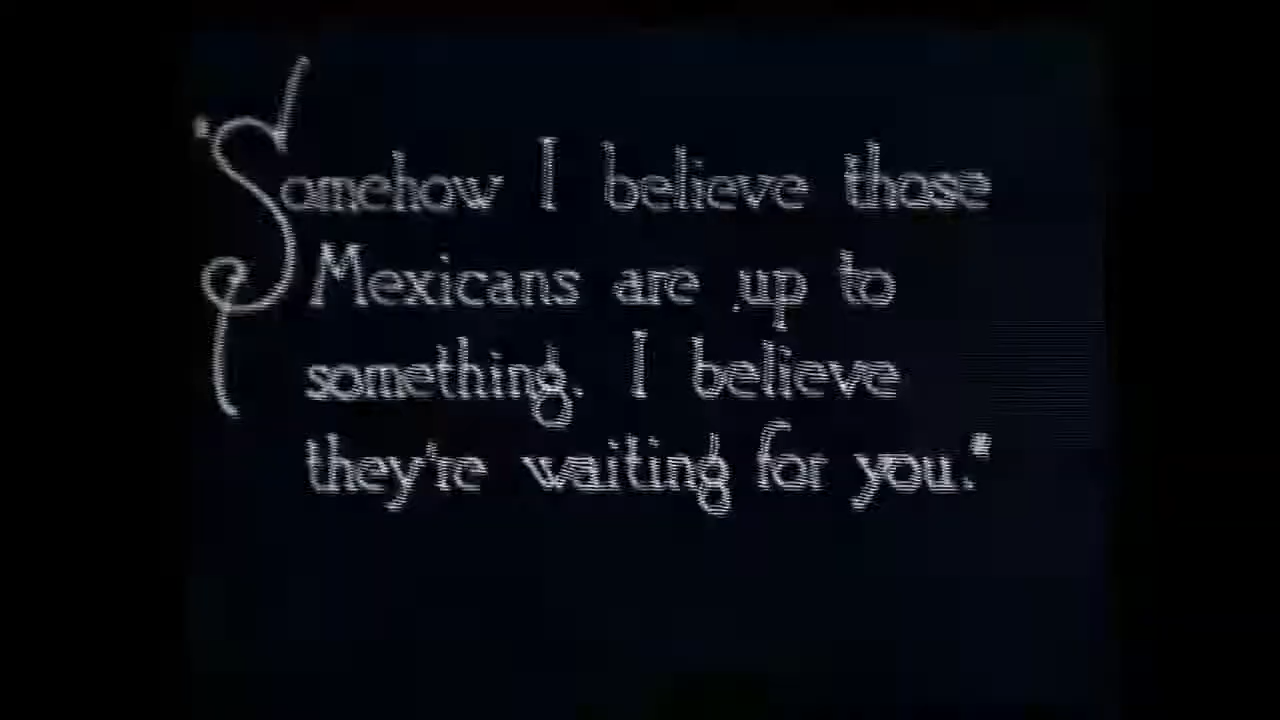 "Somehow I believe those
Mexicans are up to
something. I believe
they're waiting for you."